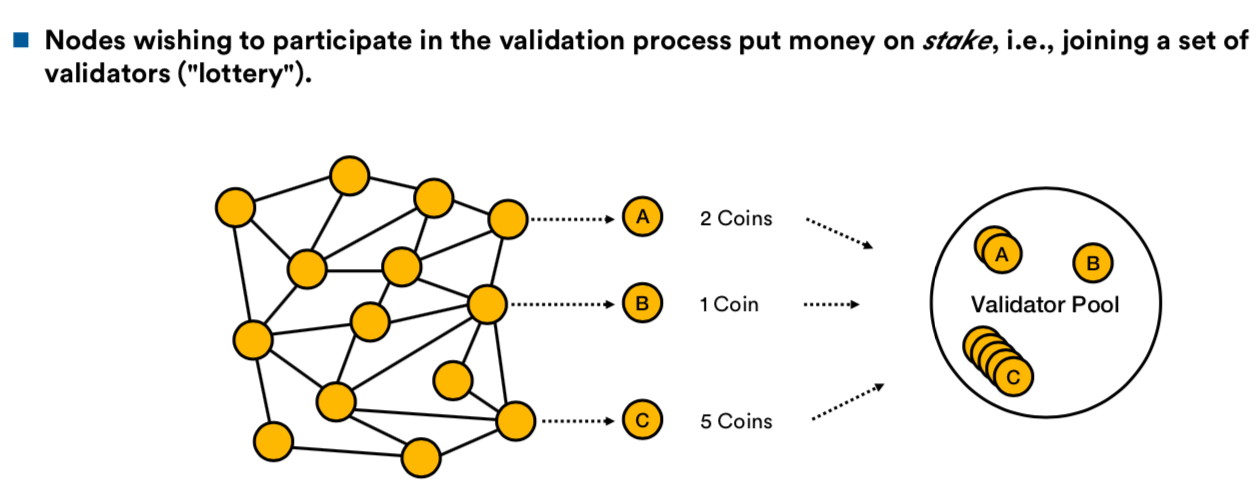 Nodes wishing to participate in the validation process put money on stake, i.e., joining a set of
validators ("lottery").
A 2 Coins
A
B
B 1 Coin
Validator Pool
C
C 5 Coins